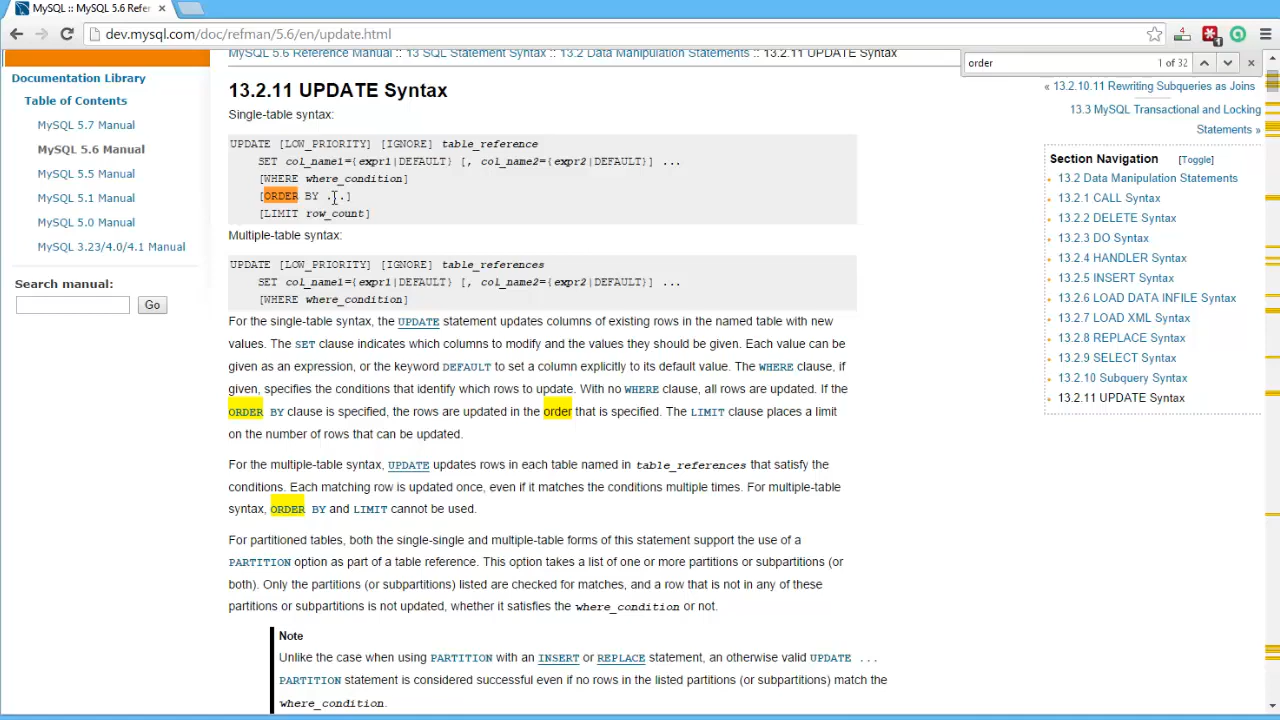 MySQL :: MySQL 5.6 Refer
dev.mysql.com/doc/refman/5.6/en/update.html
4
1
order
1 of 32
MySQL 5.6 Reference Manual :: 13 SQL Statement Syntax :: 13.2 Data Manipulation Statements :: 13.2.11 UPDATE Syntax
Documentation Library
Table of Contents
MySQL 5.7 Manual
MySQL 5.6 Manual
MySQL 5.5 Manual
MySQL 5.1 Manual
MySQL 5.0 Manual
MySQL 3.23/4.0/4.1 Manual
Search manual:
Go
13.2.11 UPDATE Syntax
Single-table syntax:
UPDATE [LOW_PRIORITY] [IGNORE] table_reference
SET col_name1={expr1|DEFAULT} [, col_name2={expr2|DEFAULT}] ...
[WHERE where_condition]
[ORDER BY ...]
[LIMIT row_count]
Multiple-table syntax:
UPDATE [LOW_PRIORITY] [IGNORE] table_references
SET col_name1={expr1|DEFAULT} [, col_name2={expr2|DEFAULT}] ...
[WHERE where_condition]
For the single-table syntax, the UPDATE statement updates columns of existing rows in the named table with new
values. The SET clause indicates which columns to modify and the values they should be given. Each value can be
given as an expression, or the keyword DEFAULT to set a column explicitly to its default value. The WHERE clause, if
given, specifies the conditions that identify which rows to update. With no WHERE clause, all rows are updated. If the
ORDER BY clause is specified, the rows are updated in the order that is specified. The LIMIT clause places a limit
on the number of rows that can be updated.
For the multiple-table syntax, UPDATE updates rows in each table named in table_references that satisfy the
conditions. Each matching row is updated once, even if it matches the conditions multiple times. For multiple-table
syntax, ORDER BY and LIMIT cannot be used.
For partitioned tables, both the single-single and multiple-table forms of this statement support the use of a
PARTITION option as part of a table reference. This option takes a list of one or more partitions or subpartitions (or
both). Only the partitions (or subpartitions) listed are checked for matches, and a row that is not in any of these
partitions or subpartitions is not updated, whether it satisfies the where_condition or not.
Note
Unlike the case when using PARTITION with an INSERT or REPLACE statement, an otherwise valid UPDATE ...
PARTITION statement is considered successful even if no rows in the listed partitions (or subpartitions) match the
where_condition.
« 13.2.10.11 Rewriting Subqueries as Joins
13.3 MySQL Transactional and Locking
Statements »
Section Navigation [Toggle]
13.2 Data Manipulation Statements
13.2.1 CALL Syntax
13.2.2 DELETE Syntax
13.2.3 DO Syntax
13.2.4 HANDLER Syntax
13.2.5 INSERT Syntax
13.2.6 LOAD DATA INFILE Syntax
13.2.7 LOAD XML Syntax
13.2.8 REPLACE Syntax
13.2.9 SELECT Syntax
13.2.10 Subquery Syntax
13.2.11 UPDATE Syntax